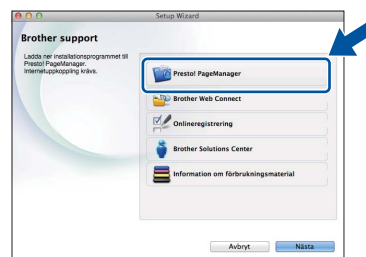 Setup Wizard
Brother support
Ladda ner installationsprogrammet till
Presto! PageManager.
Internetuppkoppling krävs.
Presto! PageManager
Brother Web Connect
Onlineregistrering
Brother Solutions Center
Information om förbrukningsmaterial
Avbryt
Nästa